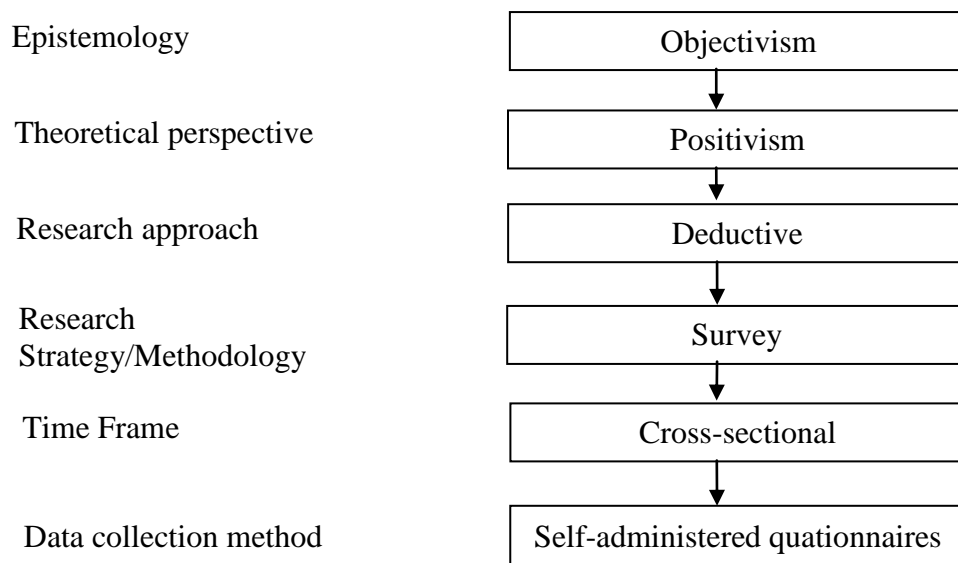 Epistemology
Objectivism
Theoretical perspective
Positivism
Research approach
Deductive
Research
Strategy/Methodology
Survey
Time Frame
Cross-sectional
Data collection method
Self-administered quationnaires